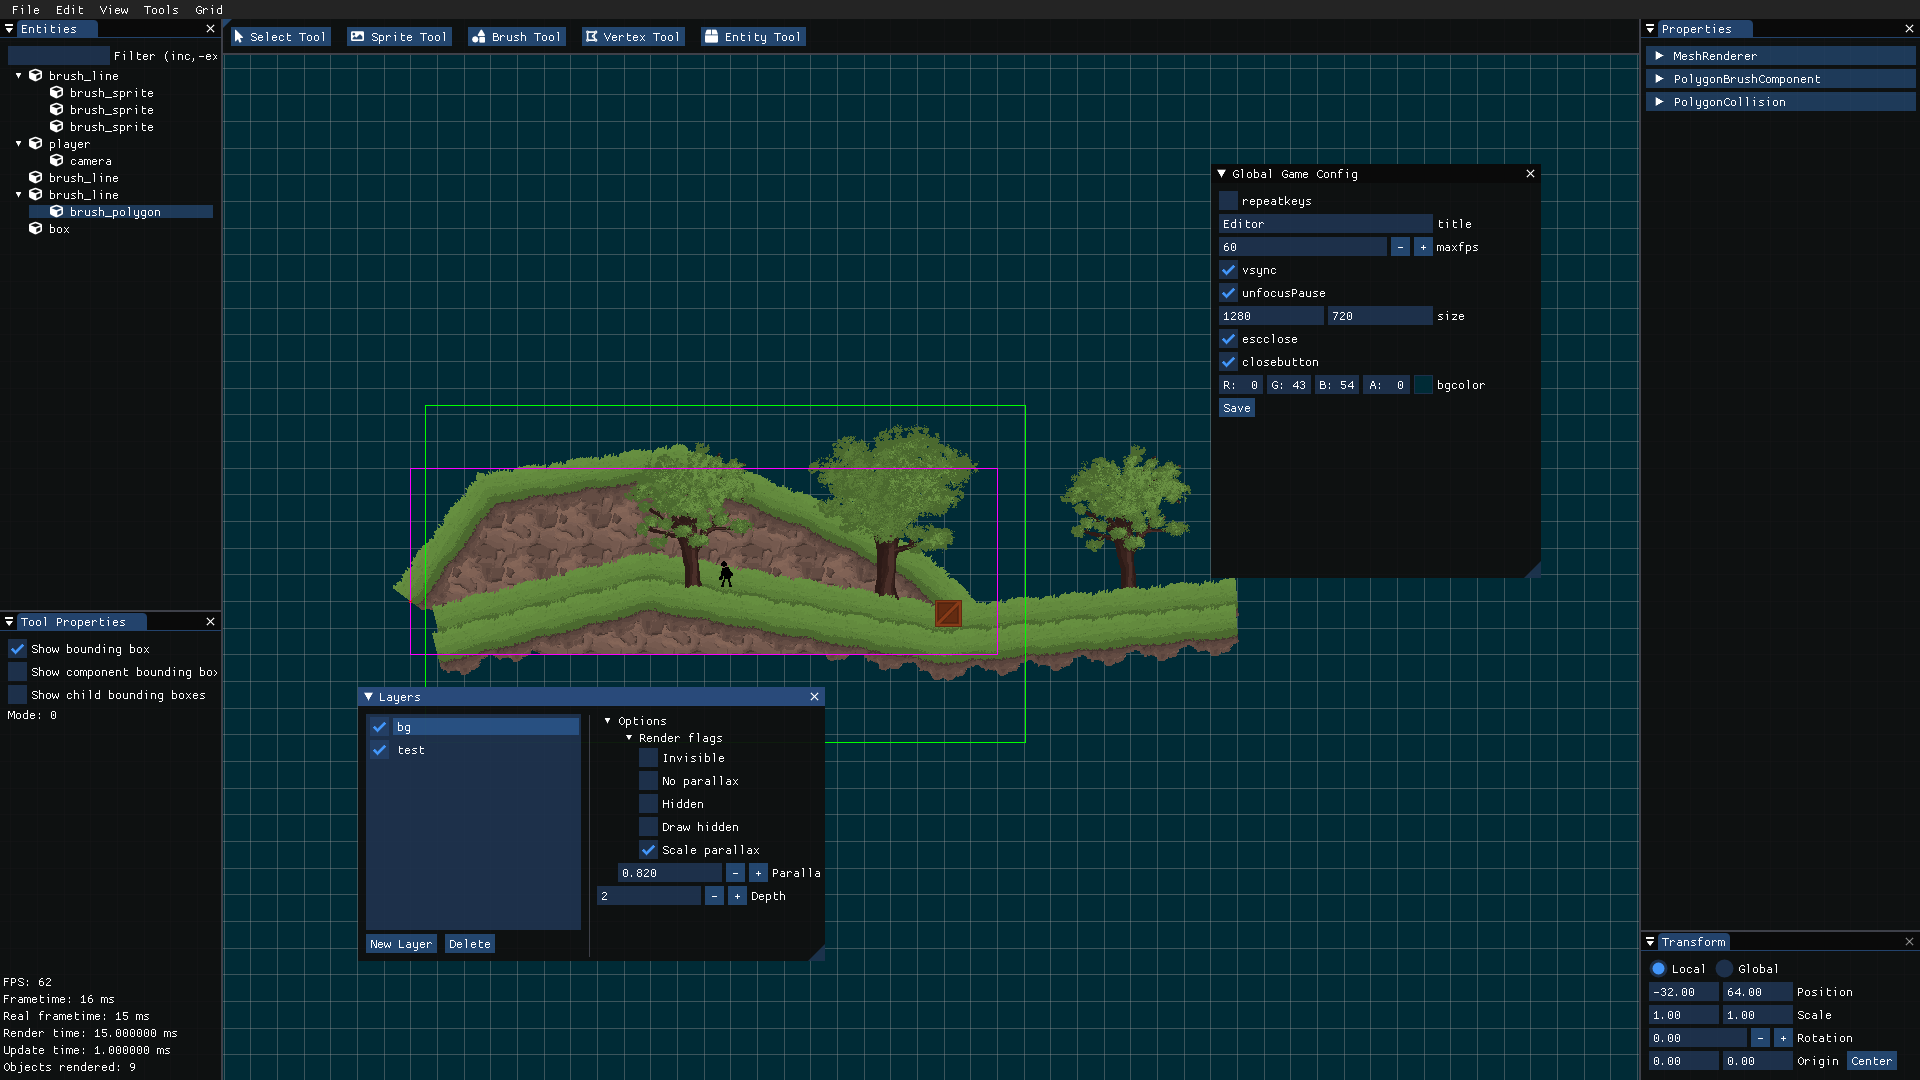 File Edit View Tools Grid
Entities
Filter (inc,-ex
brush_line
brush_sprite
brush_sprite
brush_sprite
player
camera
brush_line
brush_line
brush_polygon
box
Tool Properties
Show bounding box
Show component bounding box
Show child bounding boxes
Mode: 0
FPS: 62
Frametime: 16 ms
Real frametime: 15 ms
Render time: 15.000000 ms
Update time: 1.000000 ms
Objects rendered: 9
Select Tool Sprite Tool Brush Tool Vertex Tool Entity Tool
Global Game Config
repeatkeys
Editor title
60 - + maxfps
vsync
unfocusPause
1280 720 size
escclose
closebutton
R: 0 G: 43 B: 54 A: 0 bgcolor
Save
Layers
bg
test
New Layer Delete
Options
Render flags
Invisible
No parallax
Hidden
Draw hidden
Scale parallax
0.820 - + Paralla
2 - + Depth
Properties
MeshRenderer
PolygonBrushComponent
PolygonCollision
Transform
Local Global
-32.00 64.00 Position
1.00 1.00 Scale
0.00 - + Rotation
0.00 0.00 Origin Center